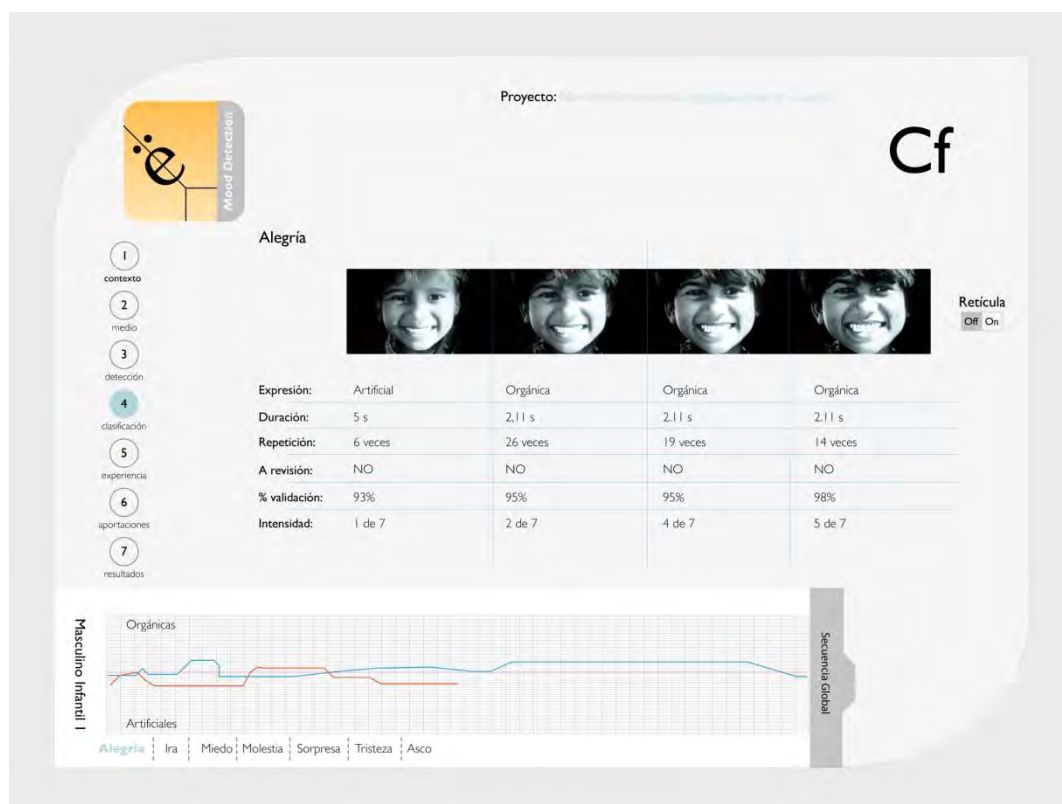 Proyecto:
ë
Mood Detection
Cf
Alegría
1
contexto
2
medio
3
detección
4
clasificación
5
experiencia
6
aportaciones
7
resultados
Retícula
Off On
Expresión: Artificial Orgánica Orgánica Orgánica
Duración: 5 s 2,11 s 2.11 s 2.11 s
Repetición: 6 veces 26 veces 19 veces 14 veces
A revisión: NO NO NO NO
% validación: 93% 95% 95% 98%
Intensidad: 1 de 7 2 de 7 4 de 7 5 de 7
Masculino Infantil 1
Orgánicas
Artificiales
Secuencia Global
Alegría Ira Miedo Molestia Sorpresa Tristeza Asco